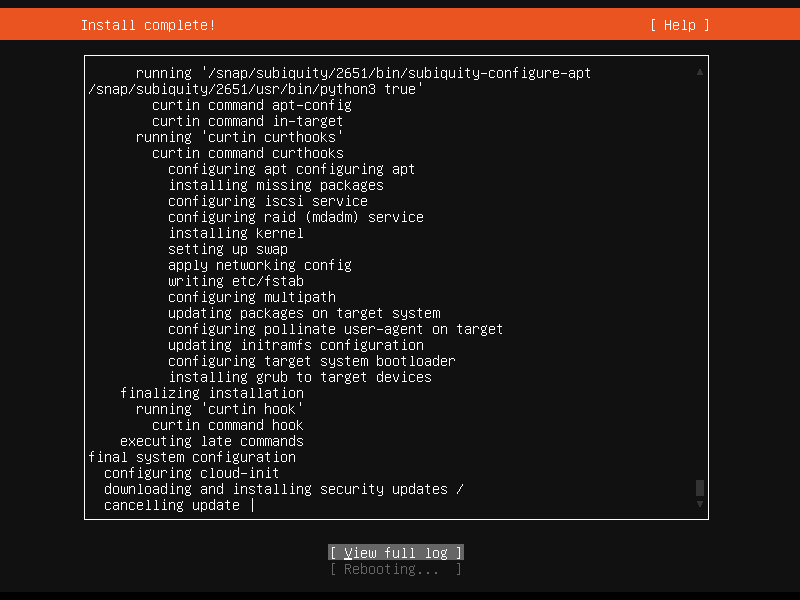 Install complete!
[ Help ]
running '/snap/subiquity/2651/bin/subiquity-configure-apt
/snap/subiquity/2651/usr/bin/python3 true'
curtin command apt-config
curtin command in-target
running 'curtin curthooks'
curtin command curthooks
configuring apt configuring apt
installing missing packages
configuring iscsi service
configuring raid (mdadm) service
installing kernel
setting up swap
apply networking config
writing etc/fstab
configuring multipath
updating packages on target system
configuring pollinate user-agent on target
updating initramfs configuration
configuring target system bootloader
installing grub to target devices
finalizing installation
running 'curtin hook'
curtin command hook
executing late commands
final system configuration
configuring cloud-init
downloading and installing security updates /
cancelling update |
[ View full log ]
[ Rebooting... ]